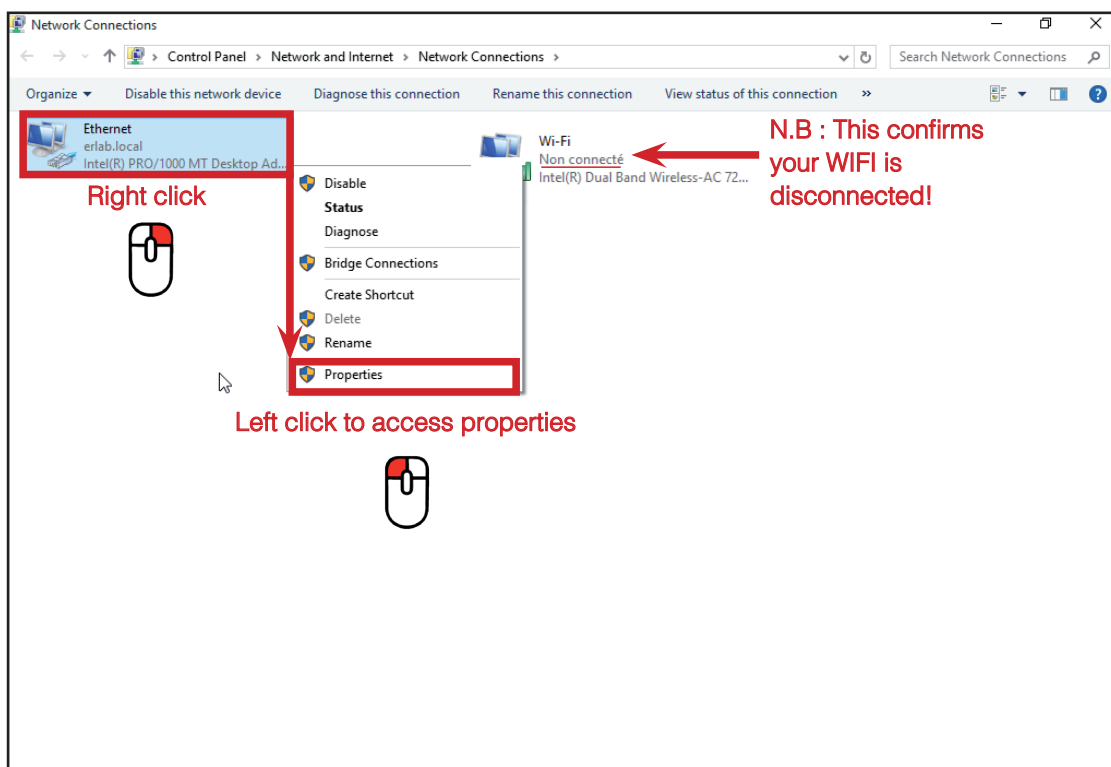 Network Connections
Control Panel > Network and Internet > Network Connections >
Search Network Connections
Organize
Disable this network device
Diagnose this connection
Rename this connection
View status of this connection
»
?
Ethernet
erlab.local
Intel(R) PRO/1000 MT Desktop Ad...
Wi-Fi
Non connecté
Intel(R) Dual Band Wireless-AC 72...
N.B : This confirms
your WIFI is
disconnected!
Right click
Disable
Status
Diagnose
Bridge Connections
Create Shortcut
Delete
Rename
Properties
Left click to access properties